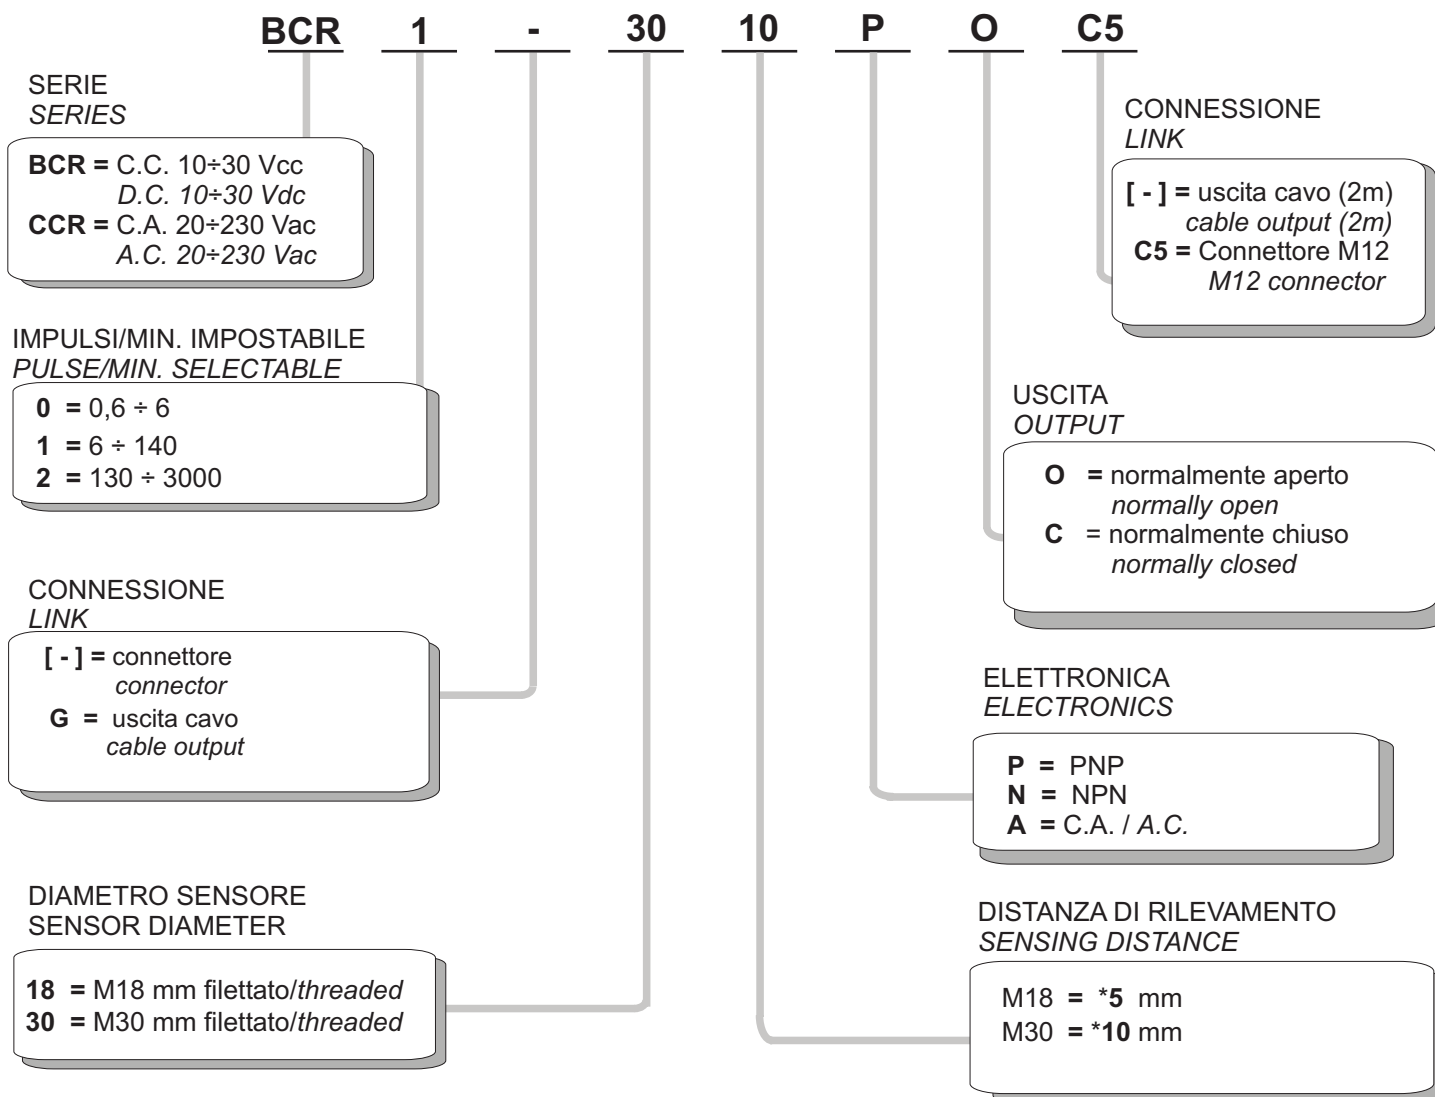 BCR 1 - 30 10 P O C5
SERIE
SERIES
BCR = C.C. 10÷30 Vcc
D.C. 10÷30 Vdc
CCR = C.A. 20÷230 Vac
A.C. 20÷230 Vac
IMPULSI/MIN. IMPOSTABILE
PULSE/MIN. SELECTABLE
0 = 0,6 ÷ 6
1 = 6 ÷ 140
2 = 130 ÷ 3000
CONNESSIONE
LINK
[ - ] = connettore
connector
G = uscita cavo
cable output
DIAMETRO SENSORE
SENSOR DIAMETER
18 = M18 mm filettato/threaded
30 = M30 mm filettato/threaded
CONNESSIONE
LINK
[ - ] = uscita cavo (2m)
cable output (2m)
C5 = Connettore M12
M12 connector
USCITA
OUTPUT
O = normalmente aperto
normally open
C = normalmente chiuso
normally closed
ELETTRONICA
ELECTRONICS
P = PNP
N = NPN
A = C.A. / A.C.
DISTANZA DI RILEVAMENTO
SENSING DISTANCE
M18 = *5 mm
M30 = *10 mm